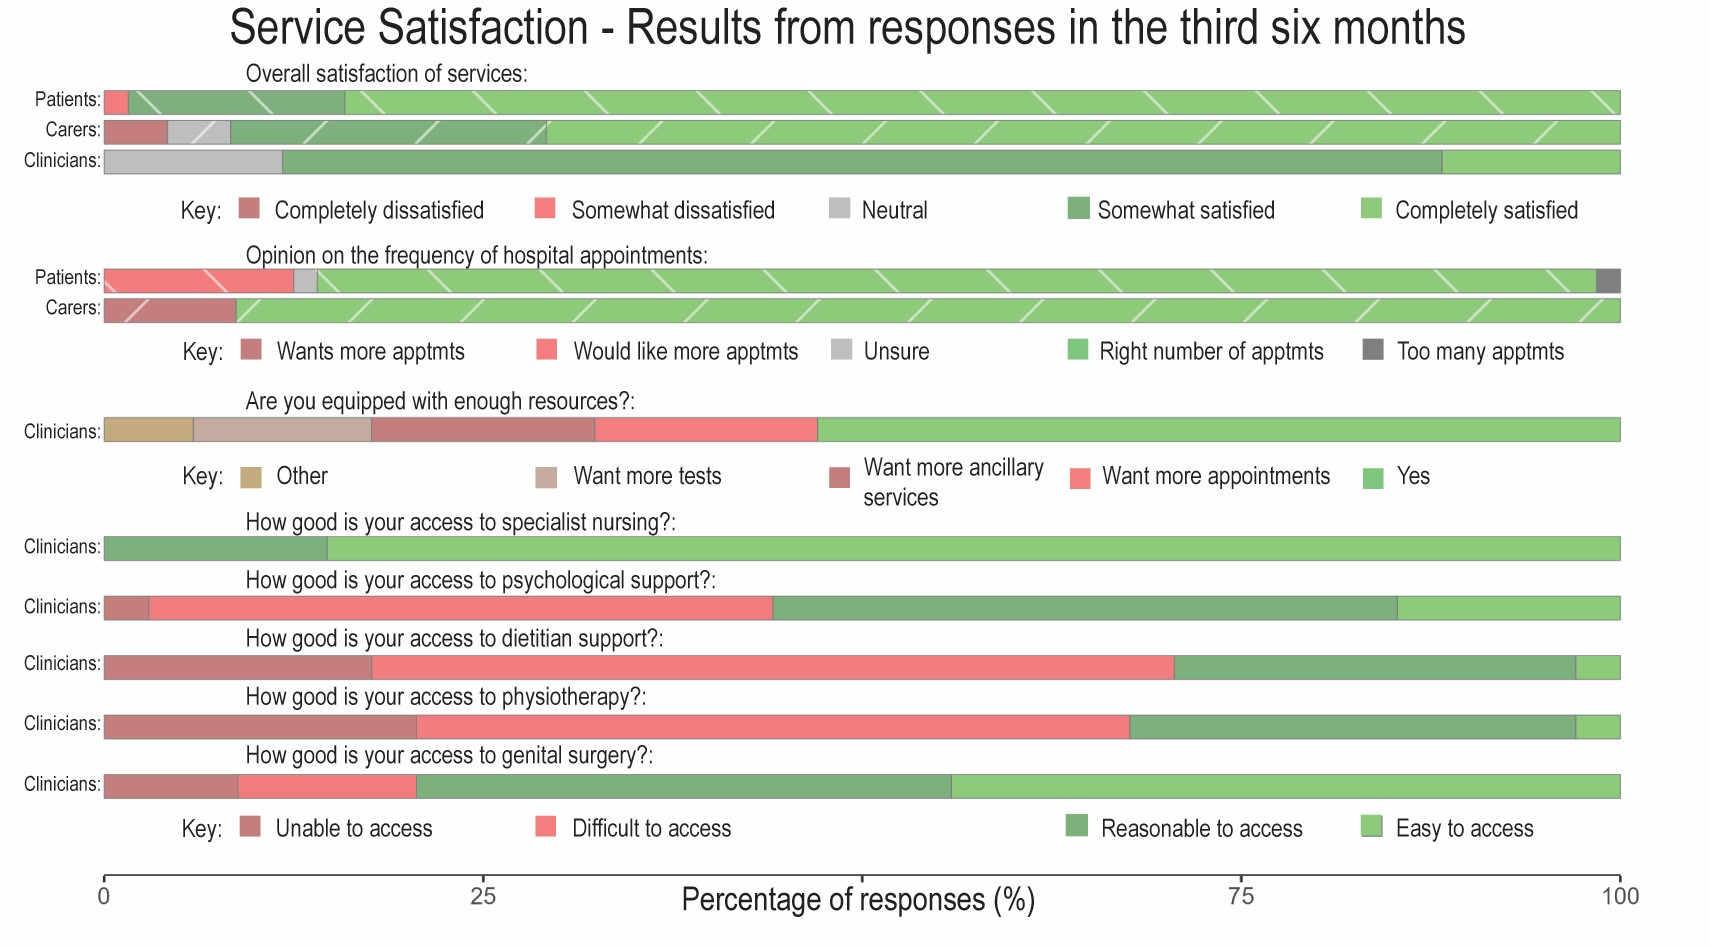 Service Satisfaction - Results from responses in the third six months
Overall satisfaction of services:
Patients:
Carers:
Clinicians:
Key: Completely dissatisfied Somewhat dissatisfied Neutral Somewhat satisfied Completely satisfied
Opinion on the frequency of hospital appointments:
Patients:
Carers:
Key: Wants more apptmts Would like more apptmts Unsure Right number of apptmts Too many apptmts
Are you equipped with enough resources?:
Clinicians:
Key: Other Want more tests Want more ancillary services Want more appointments Yes
How good is your access to specialist nursing?:
Clinicians:
How good is your access to psychological support?:
Clinicians:
How good is your access to dietitian support?:
Clinicians:
How good is your access to physiotherapy?:
Clinicians:
How good is your access to genital surgery?:
Clinicians:
Key: Unable to access Difficult to access Reasonable to access Easy to access
0 25 75 100
Percentage of responses (%)